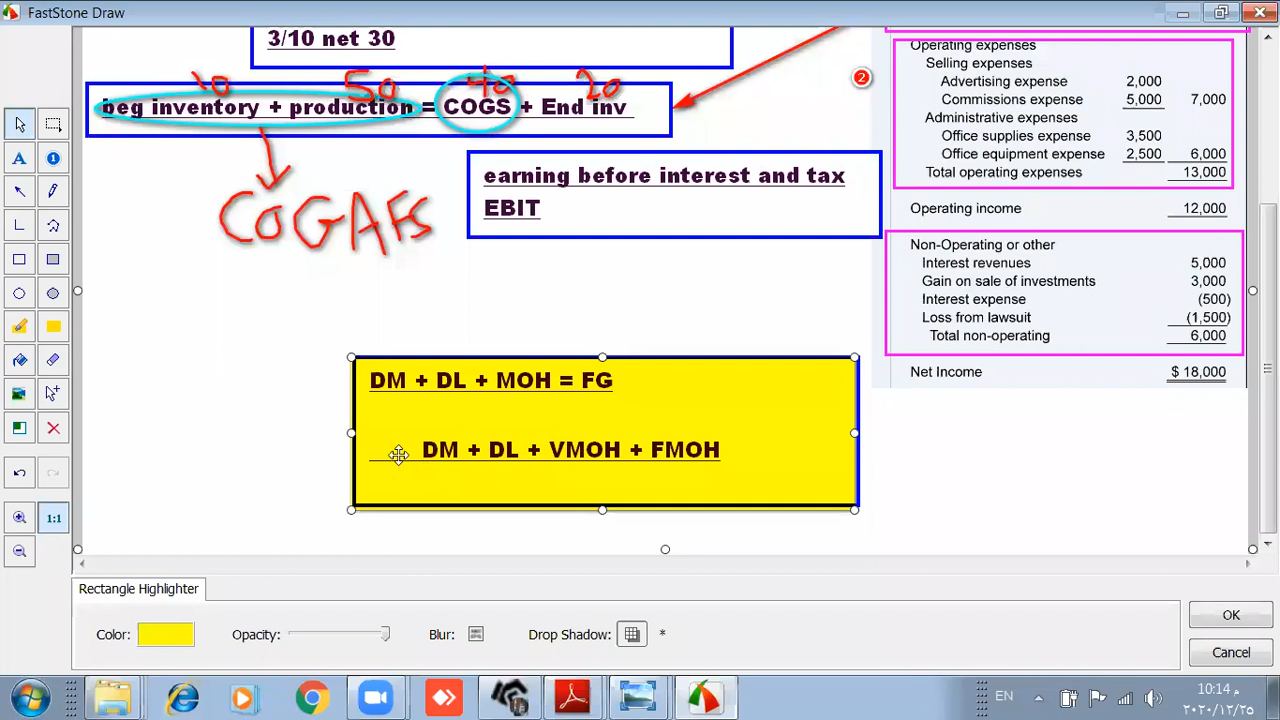 FastStone Draw
3/10 net 30
10 50 40 20
beg inventory + production = COGS + End inv
COGAFS
earning before interest and tax
EBIT
2
Operating expenses
Selling expenses
Advertising expense 2,000
Commissions expense 5,000 7,000
Administrative expenses
Office supplies expense 3,500
Office equipment expense 2,500 6,000
Total operating expenses 13,000
Operating income 12,000
Non-Operating or other
Interest revenues 5,000
Gain on sale of investments 3,000
Interest expense (500)
Loss from lawsuit (1,500)
Total non-operating 6,000
Net Income $ 18,000
DM + DL + MOH = FG
DM + DL + VMOH + FMOH
A
1
1:1
Rectangle Highlighter
Color: Opacity: Blur: Drop Shadow: *
OK
Cancel
EN
10:14 م
٢٠٢٠/١٢/٢٥